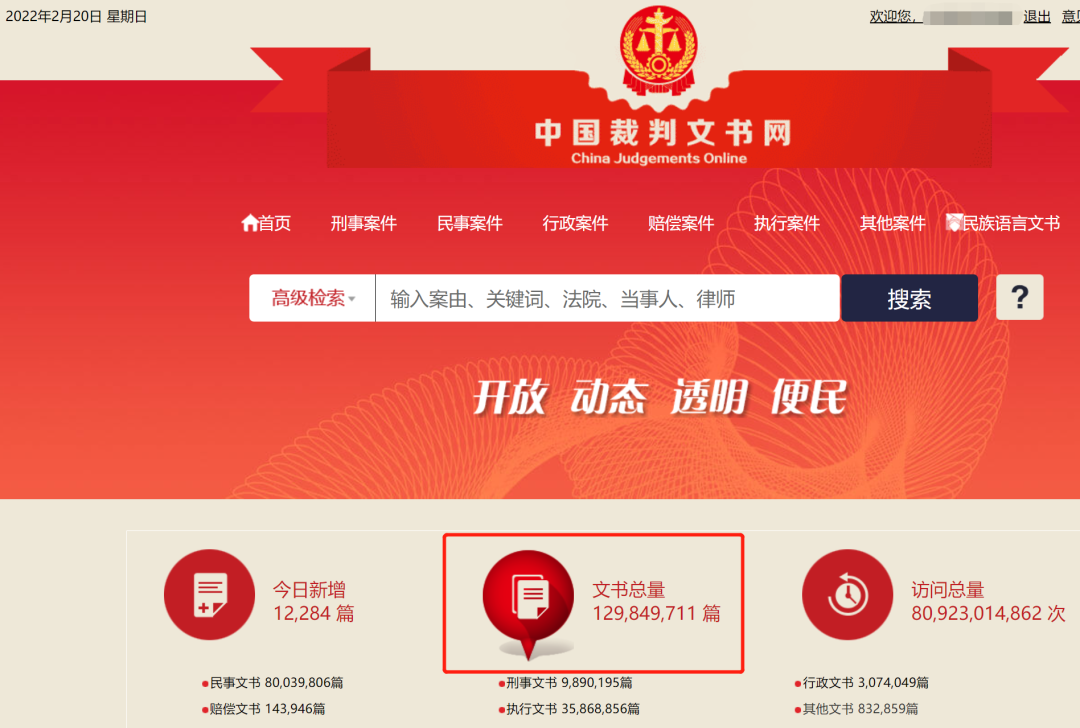 2022年2月20日 星期日
欢迎您，
退出
中国裁判文书网
China Judgements Online
首页 刑事案件 民事案件 行政案件 赔偿案件 执行案件 其他案件 民族语言文书
高级检索 输入案由、关键词、法院、当事人、律师 搜索 ?
开放 动态 透明 便民
今日新增
12,284 篇
文书总量
129,849,711 篇
访问总量
80,923,014,862 次
民事文书 80,039,806篇
刑事文书 9,890,195篇
行政文书 3,074,049篇
赔偿文书 143,946篇
执行文书 35,868,856篇
其他文书 832,859篇